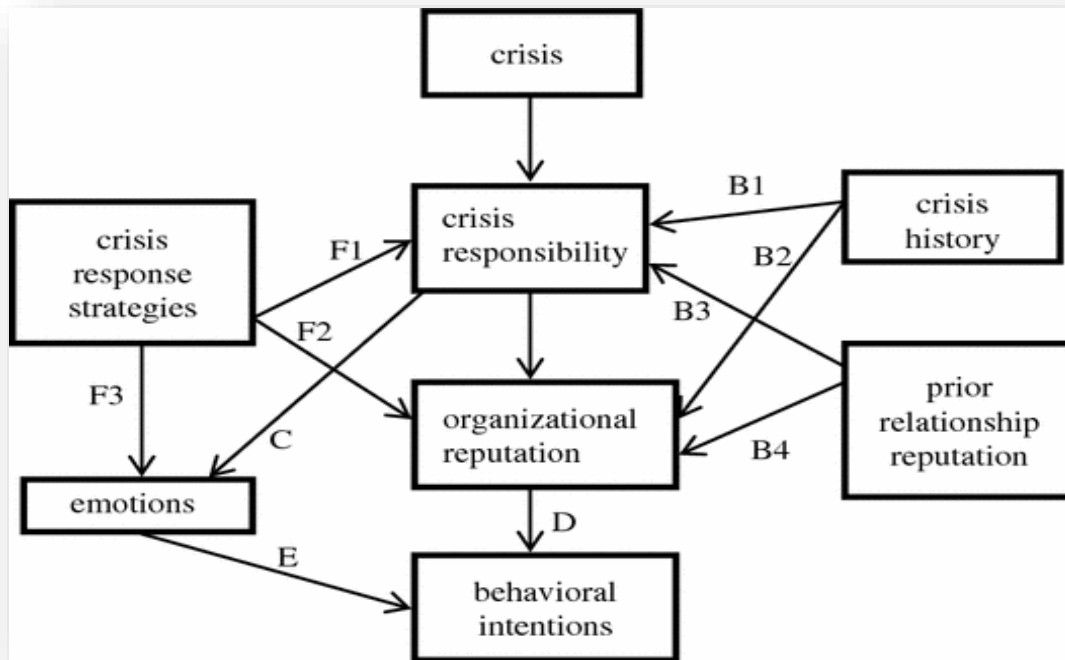 crisis
B1
crisis
history
crisis
responsibility
crisis
response
strategies
F1
B2
B3
F2
F3
prior
relationship
reputation
organizational
reputation
C
B4
emotions
D
E
behavioral
intentions